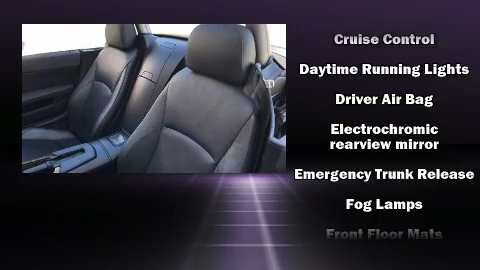 Cruise Control
Daytime Running Lights
Driver Air Bag
Electrochromic
rearview mirror
Emergency Trunk Release
Fog Lamps
Front Floor Mats